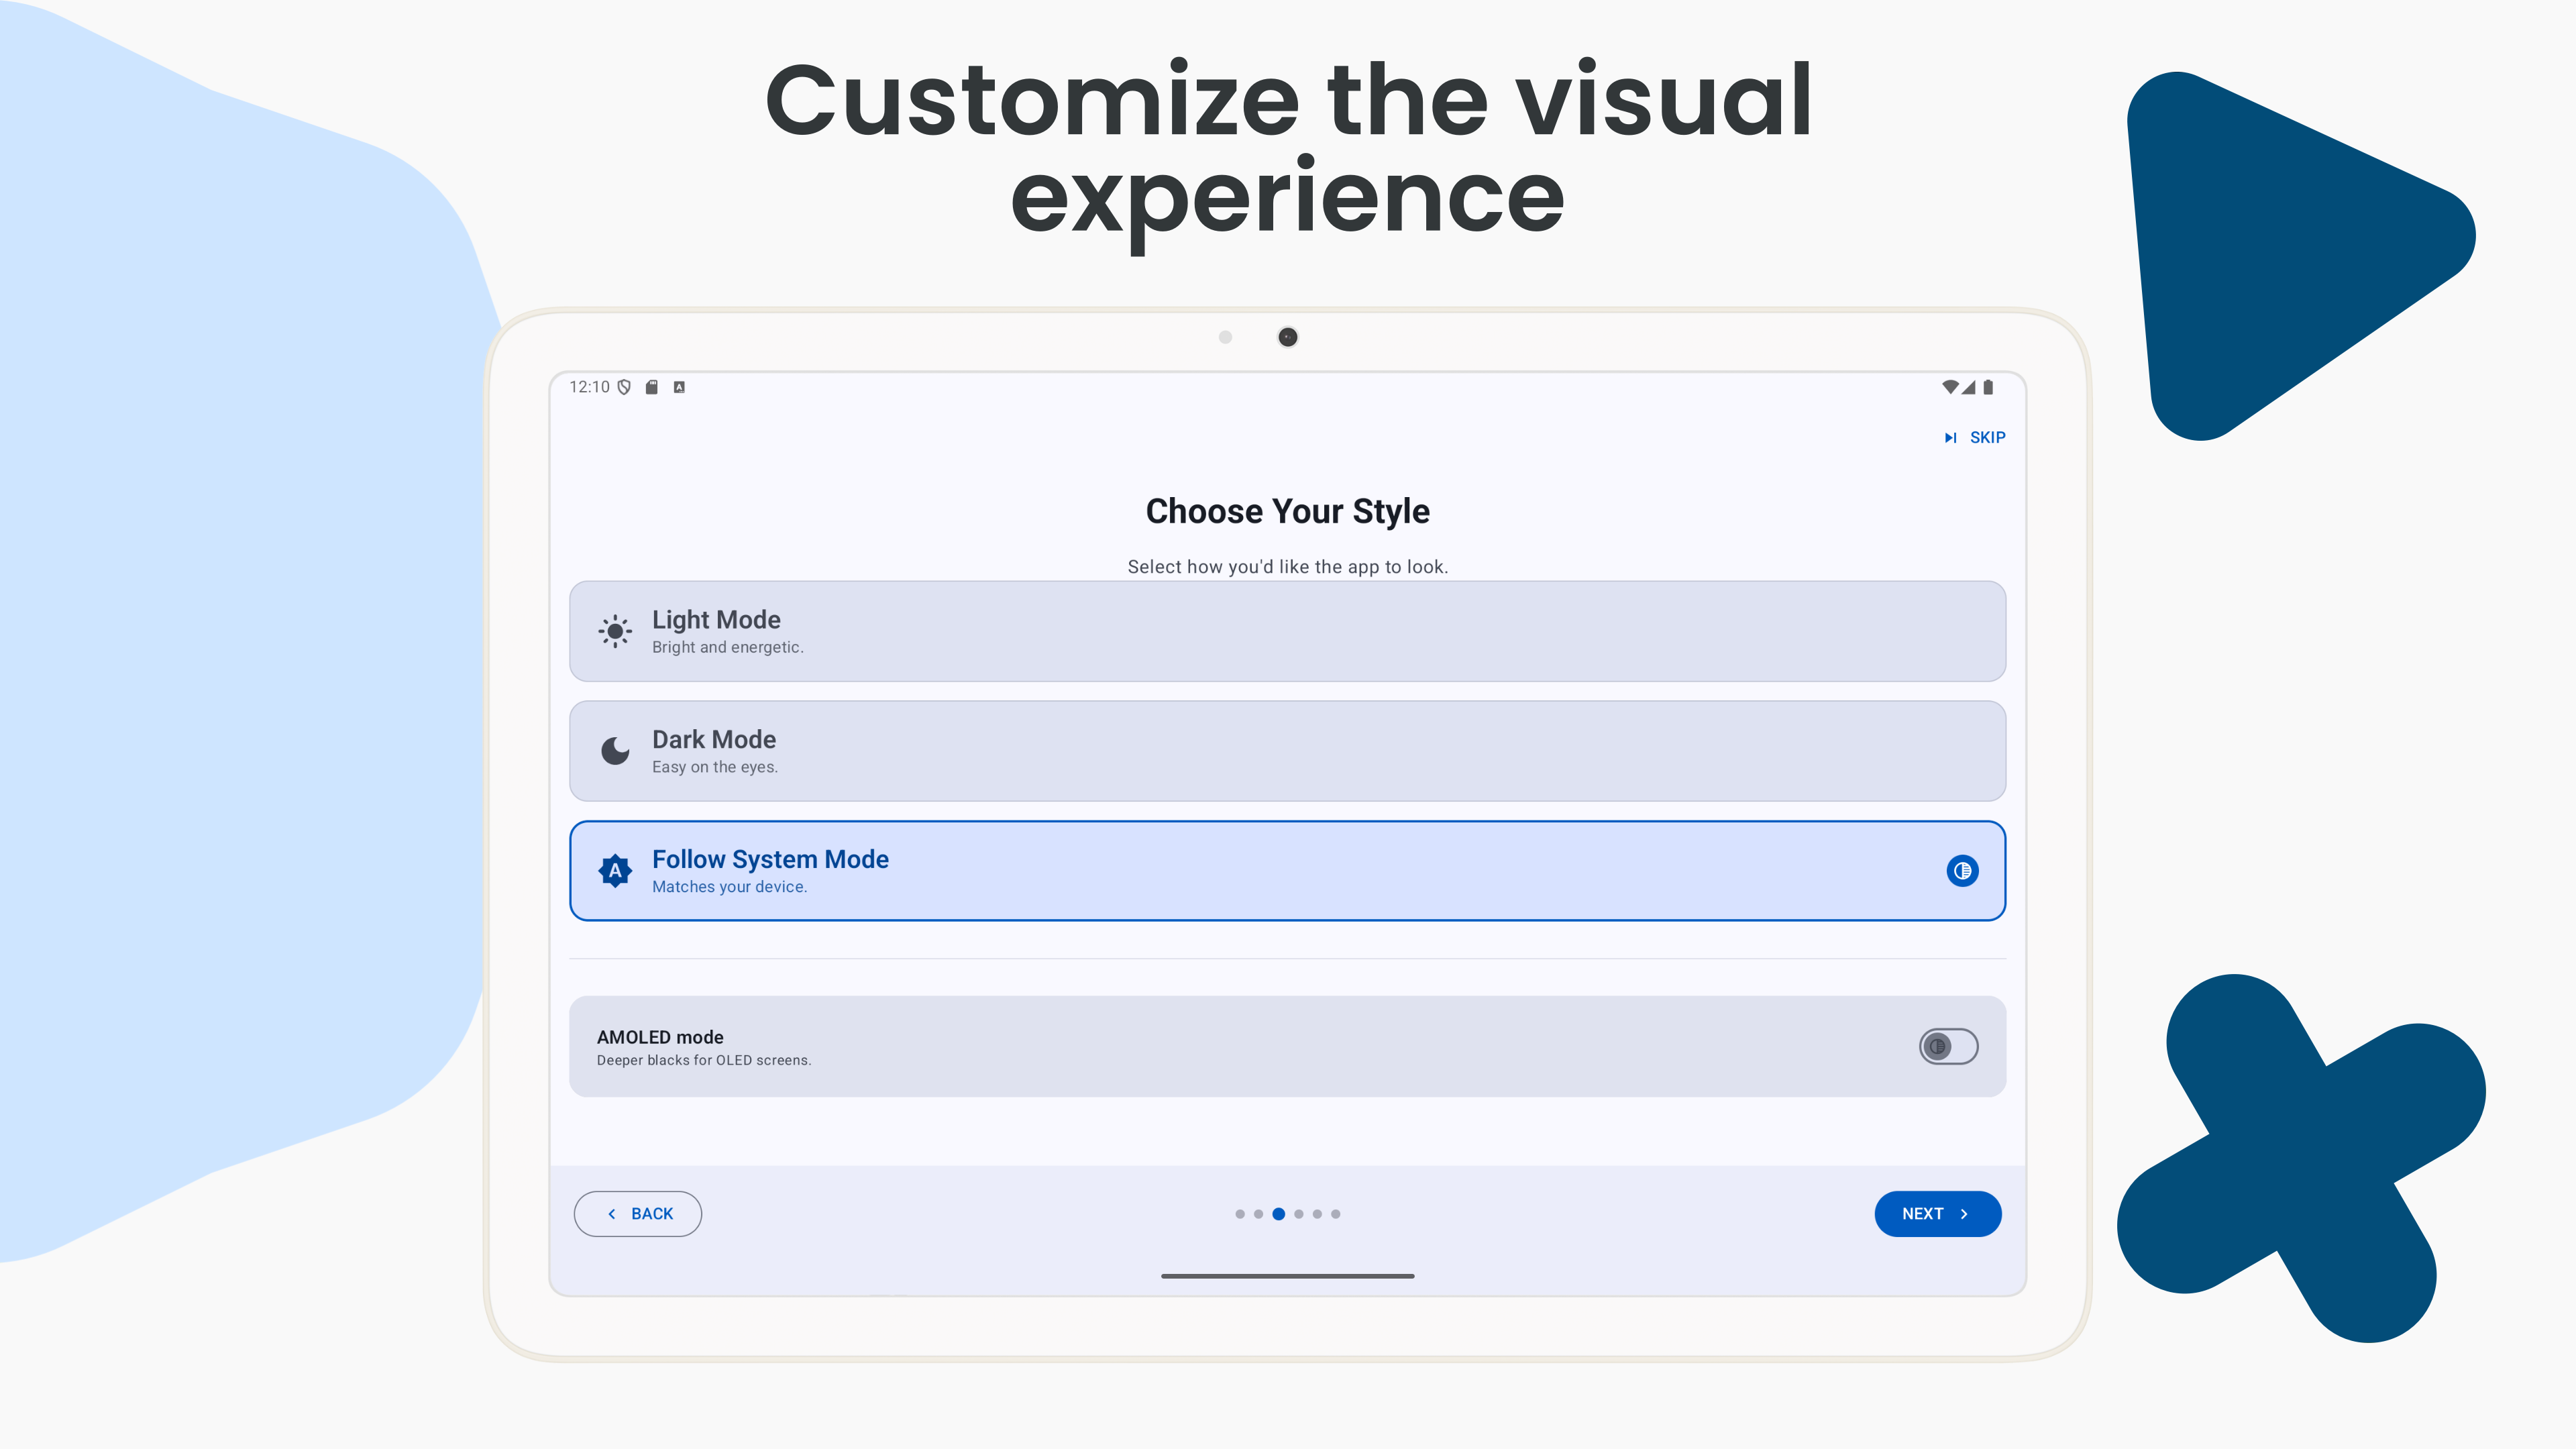 Customize the visual
experience
12:10
SKIP
Choose Your Style
Select how you'd like the app to look.
Light Mode
Bright and energetic.
Dark Mode
Easy on the eyes.
A
Follow System Mode
Matches your device.
AMOLED mode
Deeper blacks for OLED screens.
BACK
NEXT